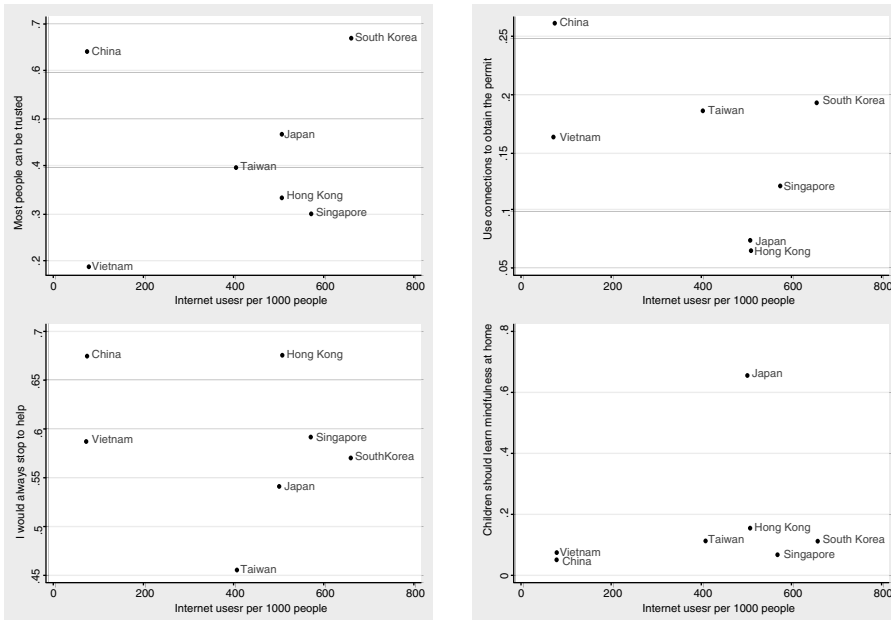 Most people can be trusted
.7
.6
.5
.4
.3
.2
China
South Korea
Japan
Taiwan
Hong Kong
Singapore
Vietnam
0 200 400 600 800
Internet usesr per 1000 people
Use connections to obtain the permit
.25
.2
.15
.1
.05
China
South Korea
Taiwan
Vietnam
Singapore
Japan
Hong Kong
0 200 400 600 800
Internet usesr per 1000 people
I would always stop to help
.7
.65
.6
.55
.5
.45
China
Hong Kong
Vietnam
Singapore
SouthKorea
Japan
Taiwan
0 200 400 600 800
Internet usesr per 1000 people
Children should learn mindfulness at home
.8
.6
.4
.2
0
Japan
Hong Kong
Taiwan
South Korea
Vietnam
Singapore
China
0 200 400 600 800
Internet usesr per 1000 people